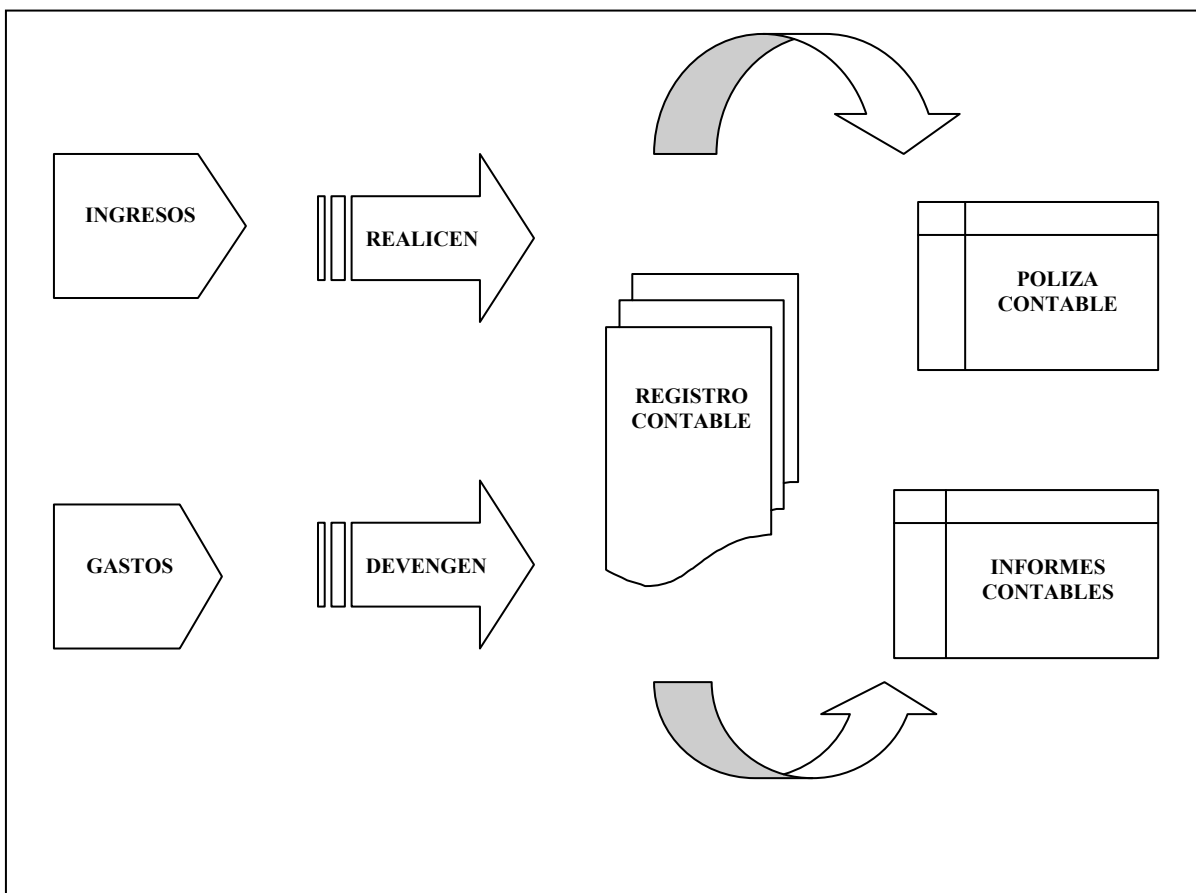 INGRESOS
REALICEN
POLIZA
CONTABLE
REGISTRO
CONTABLE
GASTOS
DEVENGEN
INFORMES
CONTABLES